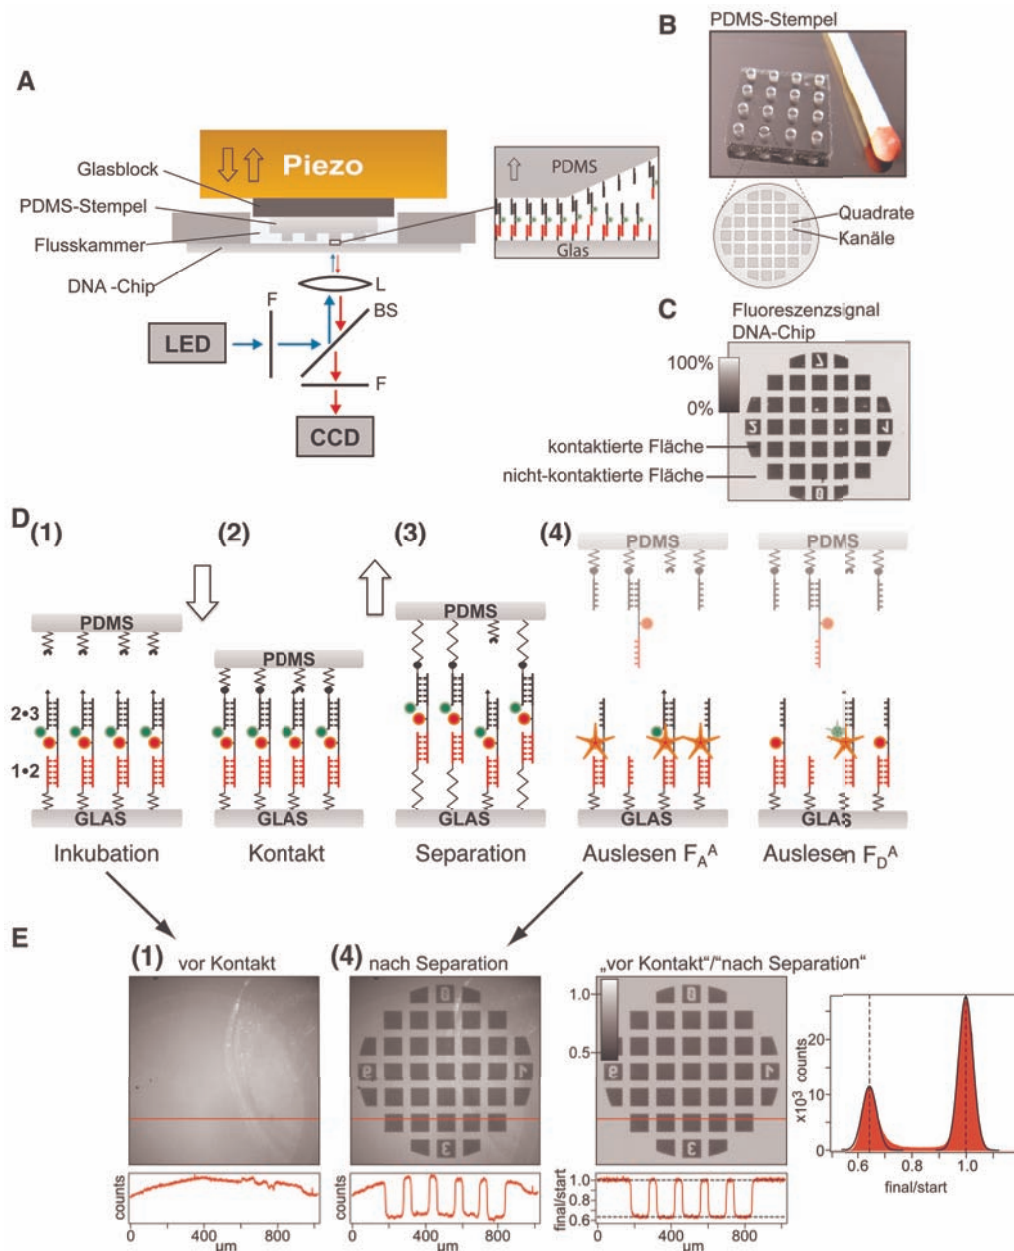 A
Piezo
Glasblock
PDMS-Stempel
Flusskammer
DNA -Chip
F
L
BS
LED
F
CCD
PDMS
Glas
B
PDMS-Stempel
Quadrate
Kanäle
C
Fluoreszenzsignal
DNA-Chip
100%
0%
kontaktierte Fläche
nicht-kontaktierte Fläche
D
(1)
PDMS
2•3
1•2
GLAS
Inkubation
(2)
PDMS
GLAS
Kontakt
(3)
PDMS
GLAS
Separation
(4)
PDMS
GLAS
Auslesen F_A^A
PDMS
GLAS
Auslesen F_D^A
E
(1)
vor Kontakt
counts
0 400 800
µm
(4)
nach Separation
counts
0 400 800
µm
„vor Kontakt“/“nach Separation“
1.0
0.5
final/start
1.0
0.6
0 400 800
µm
x10³ counts
20
10
0
0.6 0.8 1.0
final/start